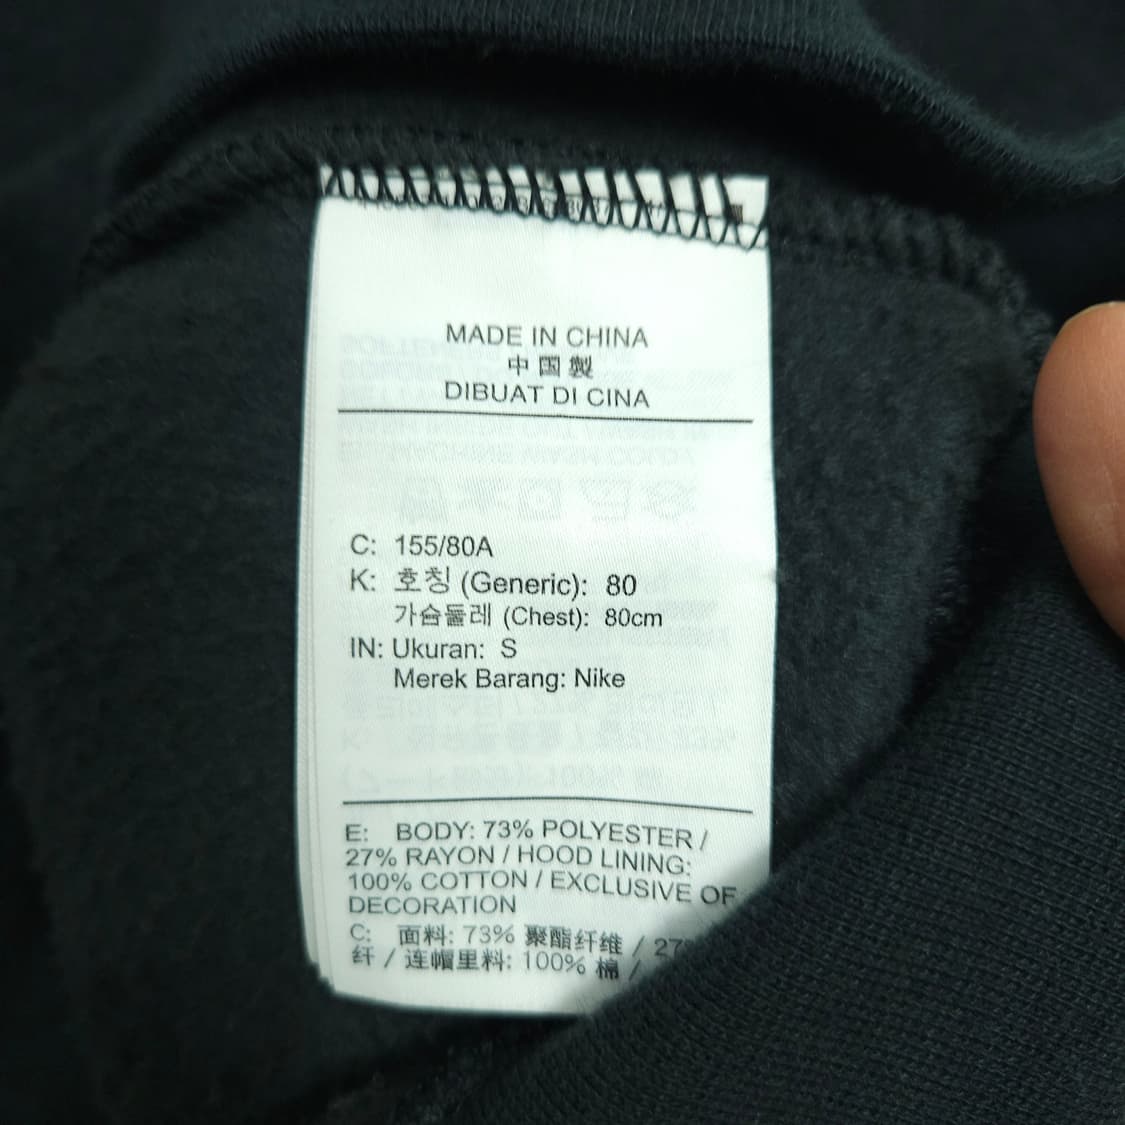 MADE IN CHINA
中国製
DIBUAT DI CINA
C: 155/80A
K: 호칭 (Generic): 80
가슴둘레 (Chest): 80cm
IN: Ukuran: S
Merek Barang: Nike
E: BODY: 73% POLYESTER /
27% RAYON / HOOD LINING:
100% COTTON / EXCLUSIVE OF
DECORATION
C: 面料: 73% 聚酯纤维 / 27%
纤 / 连帽里料: 100% 棉 /